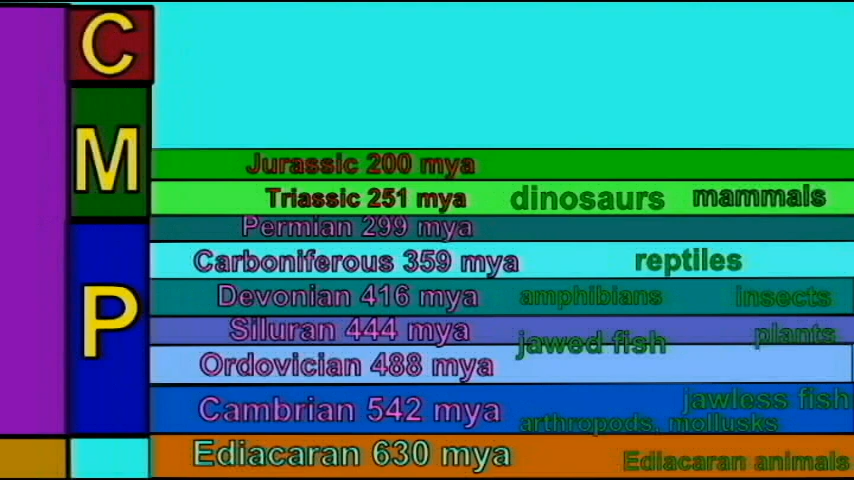 C
M
P
Jurassic 200 mya
Triassic 251 mya dinosaurs mammals
Permian 299 mya
Carboniferous 359 mya reptiles
Devonian 416 mya amphibians insects
Siluran 444 mya jawed fish plants
Ordovician 488 mya
Cambrian 542 mya jawless fish
arthropods, mollusks
Ediacaran 630 mya Ediacaran animals